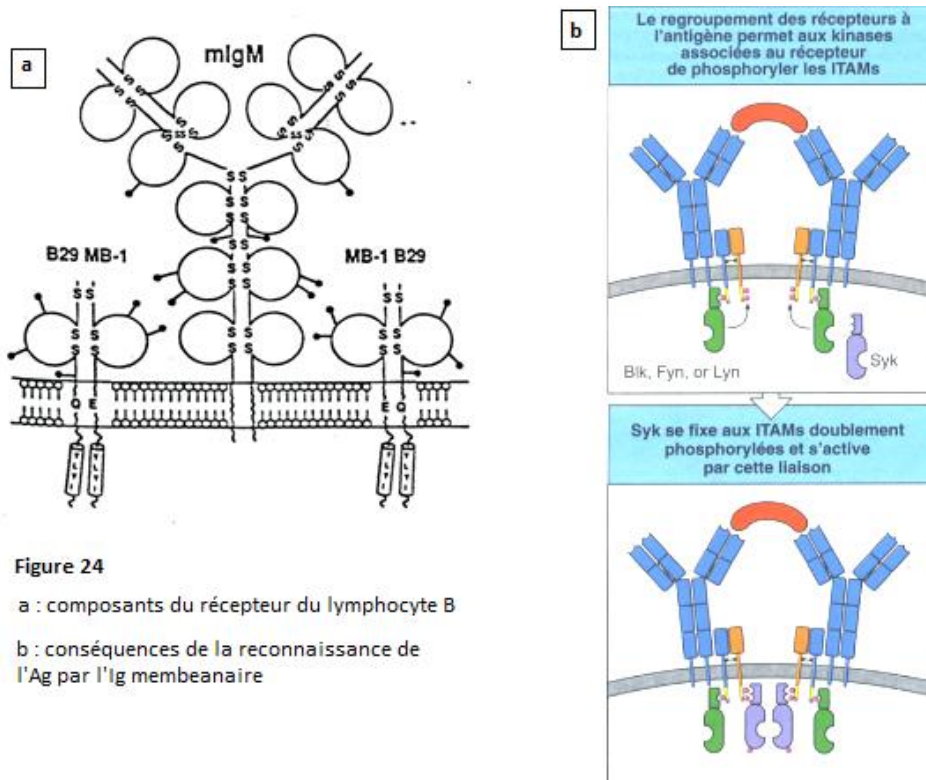 a
mIgM
B29 MB-1
MB-1 B29
Figure 24
a : composants du récepteur du lymphocyte B
b : conséquences de la reconnaissance de
l'Ag par l'Ig membeanaire
b
Le regroupement des récepteurs à
l'antigène permet aux kinases
associées au récepteur
de phosphoryler les ITAMs
Blk, Fyn, or Lyn
Syk
Syk se fixe aux ITAMs doublement
phosphorylées et s'active
par cette liaison